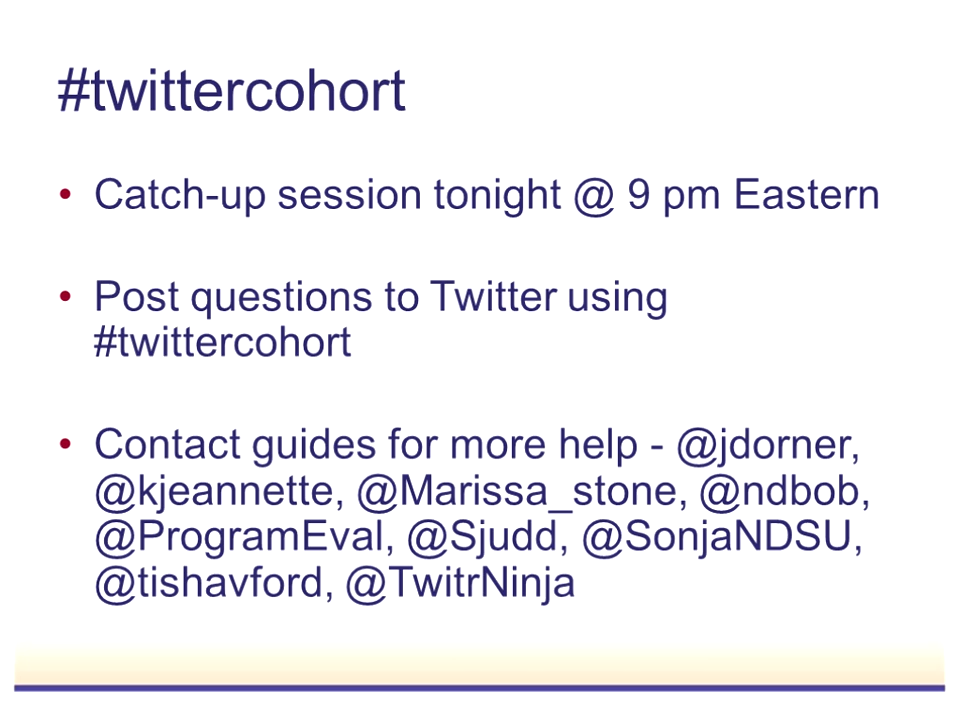 #twittercohort
• Catch-up session tonight @ 9 pm Eastern
• Post questions to Twitter using
#twittercohort
• Contact guides for more help - @jdorner,
@kjeannette, @Marissa_stone, @ndbob,
@ProgramEval, @Sjudd, @SonjaNDSU,
@tishavford, @TwitrNinja